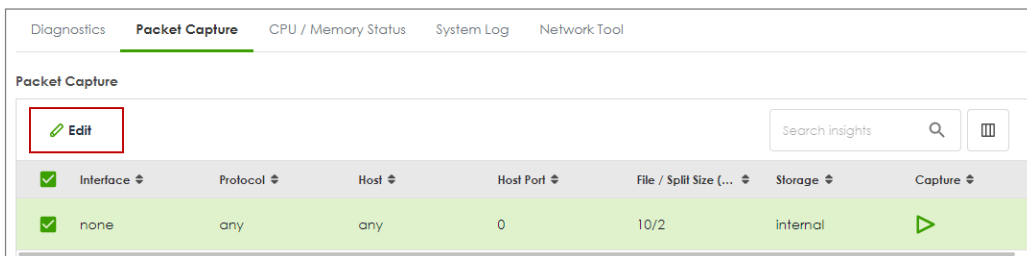 Diagnostics Packet Capture CPU / Memory Status System Log Network Tool
Packet Capture
Edit Search insights
Interface Protocol Host Host Port File / Split Size (... Storage Capture
none any any 0 10/2 internal